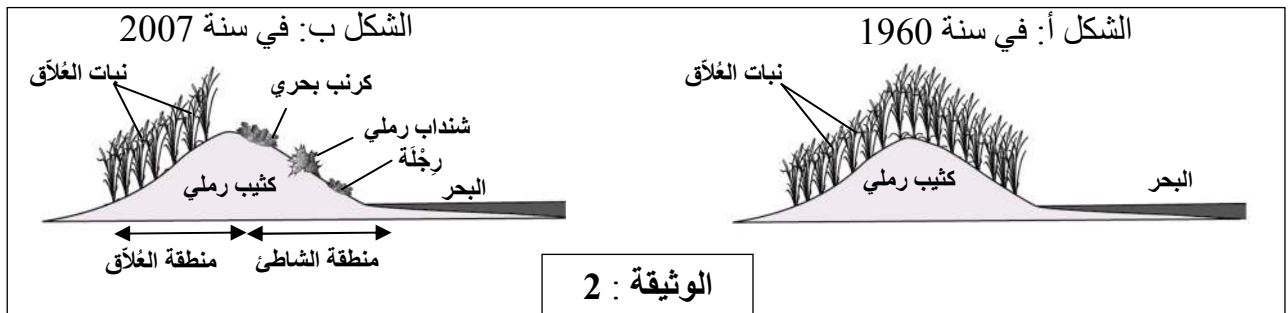 الشكل أ: في سنة 1960
نبات العُلاّق
كثيب رملي
البحر
الشكل ب: في سنة 2007
نبات العُلاّق
كرنب بحري
شنداب رملي
رِجْلَة
كثيب رملي
البحر
منطقة الشاطئ
منطقة العُلاّق
الوثيقة : 2